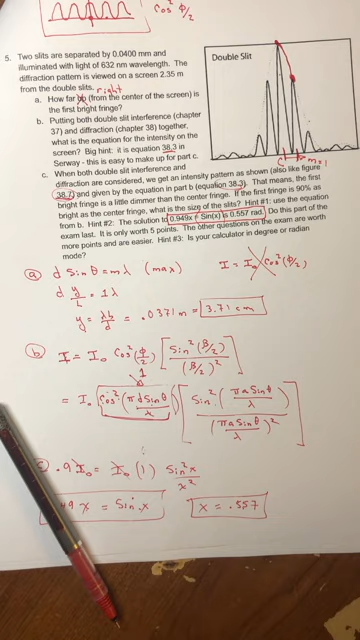 Cos² φ/2
5. Two slits are separated by 0.0400 mm and
illuminated with light of 632 nm wavelength. The
diffraction pattern is viewed on a screen 2.35 m
from the double slits.
right
a. How far up (from the center of the screen) is
the first bright fringe?
b. Putting both double slit interference (chapter
37) and diffraction (chapter 38) together,
what is the equation for the intensity on the
screen? Big hint: it is equation 38.3 in
Serway - this is easy to make up for part c.
c. When both double slit interference and
diffraction are considered, we get an intensity pattern as shown (also like figure
38.7) and given by the equation in part b (equation 38.3). That means, the first
bright fringe is a little dimmer than the center fringe. If the first fringe is 90% as
bright as the center fringe, what is the size of the slits? Hint #1: use the equation
from b. Hint #2: The solution to 0.949x = Sin(x) is 0.557 rad. Do this part of the
exam last. It is only worth 5 points. The other questions on the exam are worth
more points and are easier. Hint #3: Is your calculator in degree or radian
mode?
Double Slit
C m=1
a d Sin θ = mλ (max) I = I₀ Cos² (φ/2)
d y/L = 1λ
y = λL/d = .0371 m = 3.71 cm
b I = I₀ Cos² (φ/2) [Sin² (β/2) / (β/2)²]
1
= I₀ Cos² (π d Sin θ / λ) [Sin² (π a Sin θ / λ) / (π a Sin θ / λ)²]
c .9 I₀ = I₀ (1) Sin² x / x²
49 x = Sin x x = .557